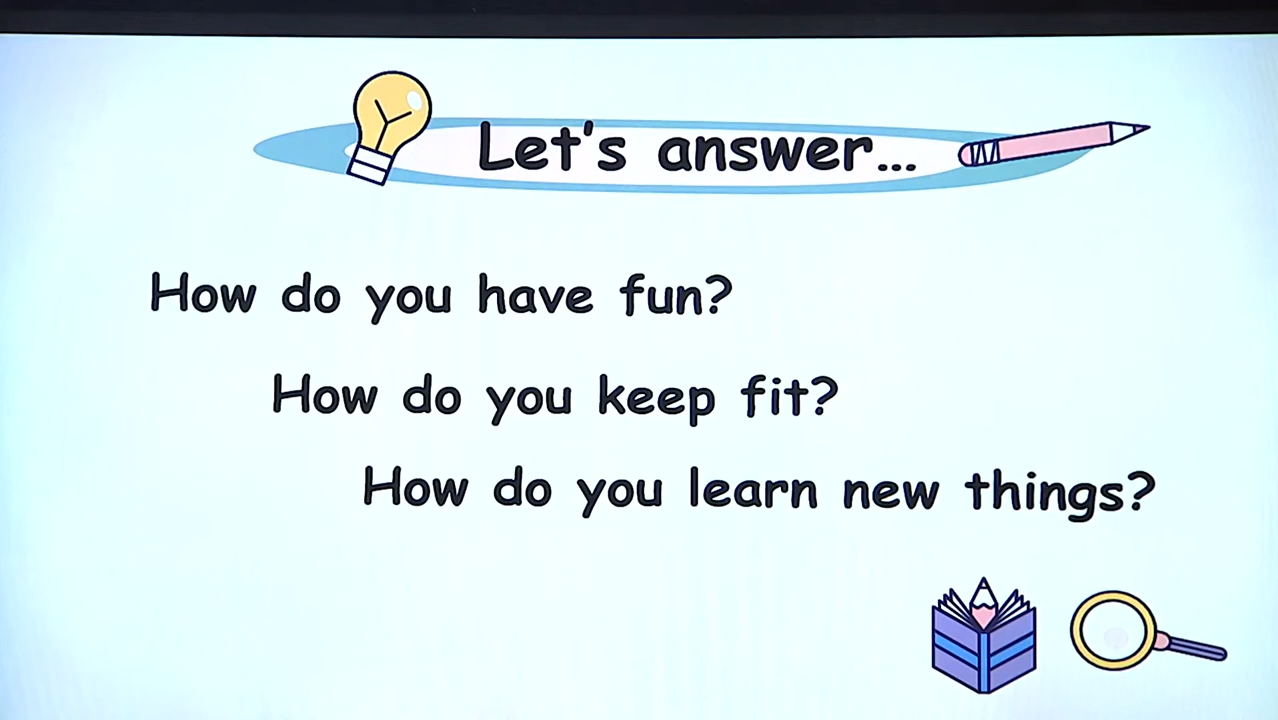 Let's answer...
How do you have fun?
How do you keep fit?
How do you learn new things?